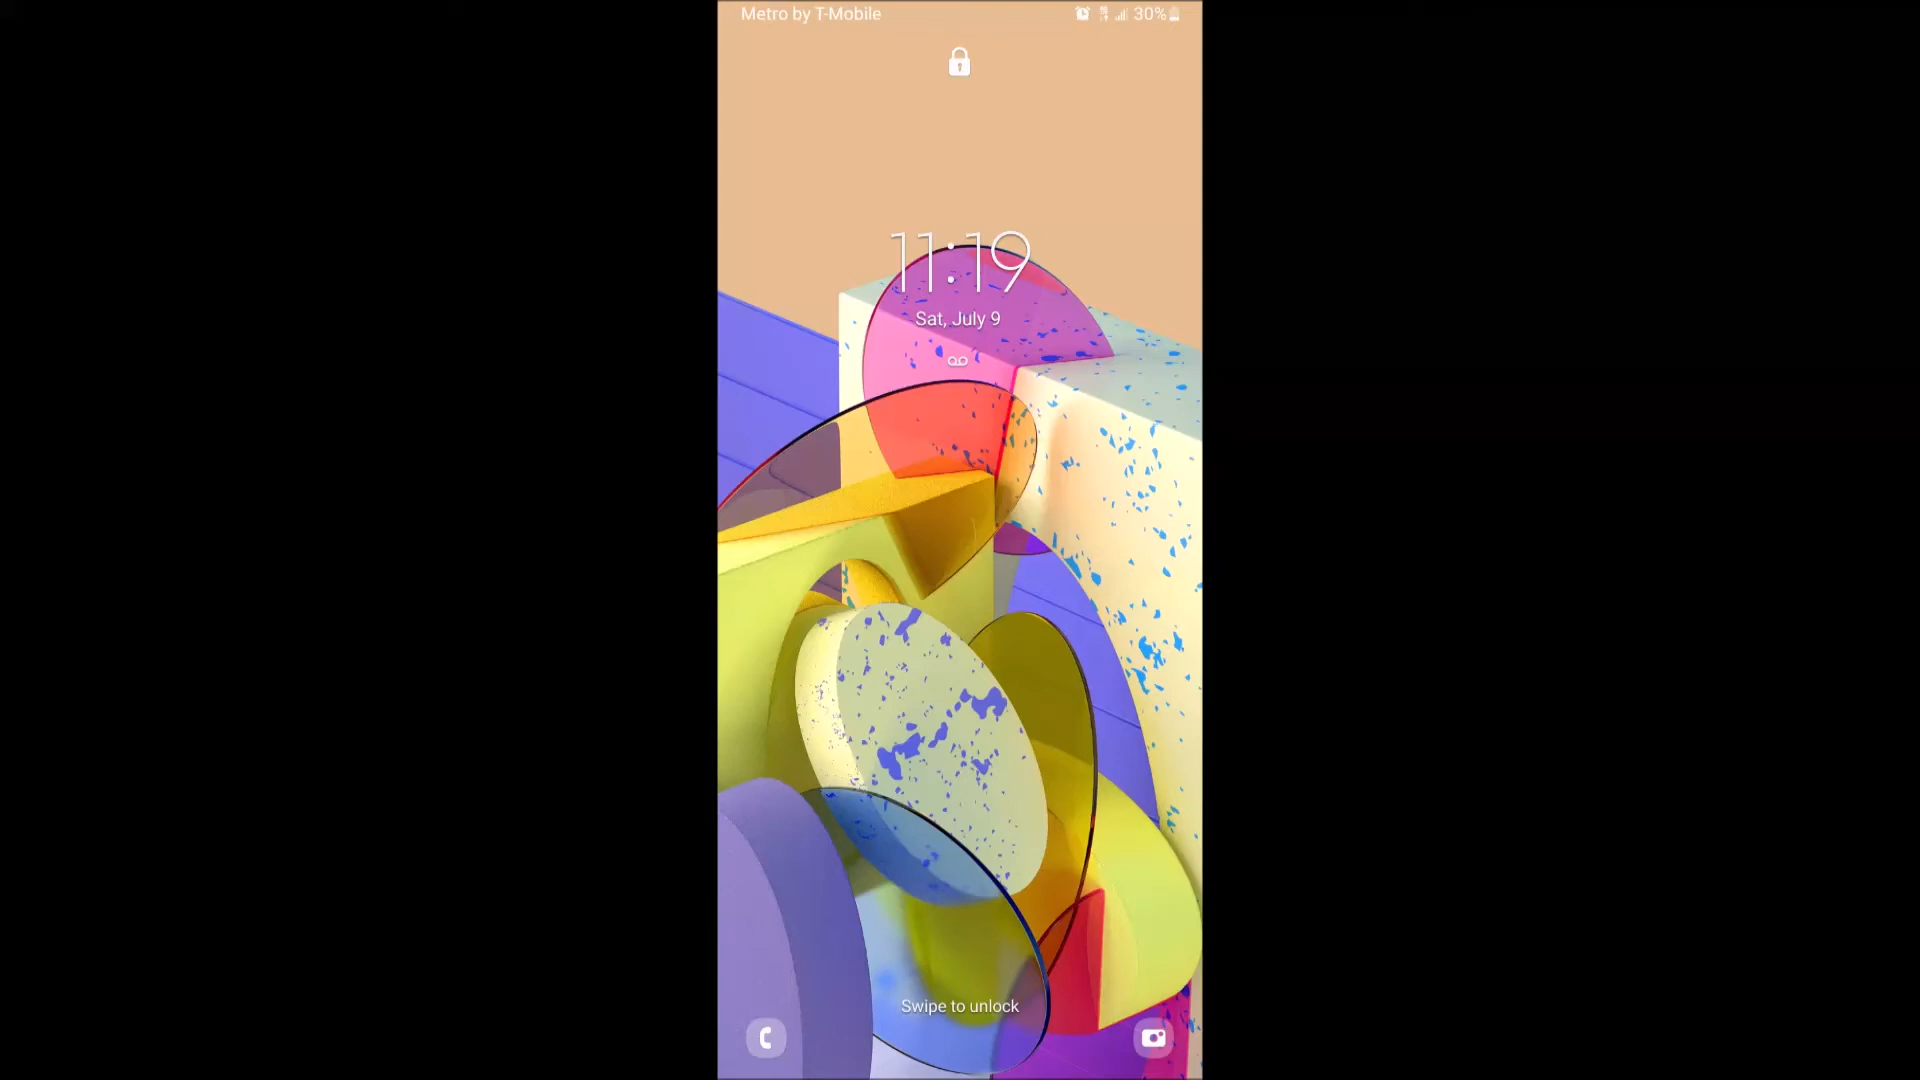 Metro by T-Mobile
30%
11:19
Sat, July 9
Swipe to unlock